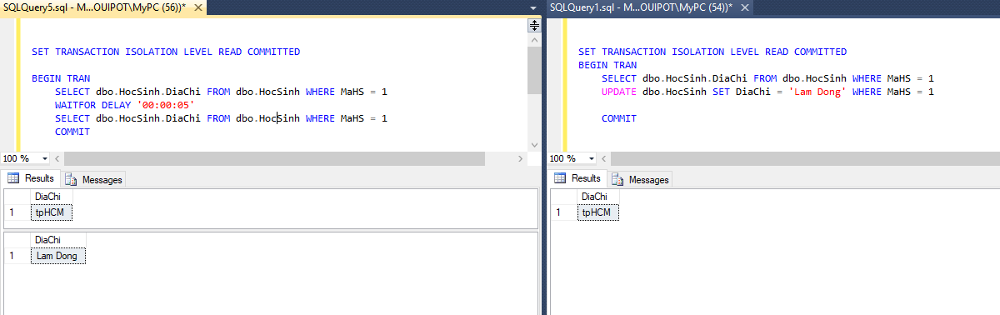 SQLQuery5.sql - M...OUIPOT\MyPC (56))*
SET TRANSACTION ISOLATION LEVEL READ COMMITTED
BEGIN TRAN
SELECT dbo.HocSinh.DiaChi FROM dbo.HocSinh WHERE MaHS = 1
WAITFOR DELAY '00:00:05'
SELECT dbo.HocSinh.DiaChi FROM dbo.HocSinh WHERE MaHS = 1
COMMIT
100 %
Results Messages
DiaChi
1 tpHCM
DiaChi
1 Lam Dong
SQLQuery1.sql - M...OUIPOT\MyPC (54))*
SET TRANSACTION ISOLATION LEVEL READ COMMITTED
BEGIN TRAN
SELECT dbo.HocSinh.DiaChi FROM dbo.HocSinh WHERE MaHS = 1
UPDATE dbo.HocSinh SET DiaChi = 'Lam Dong' WHERE MaHS = 1
COMMIT
100 %
Results Messages
DiaChi
1 tpHCM